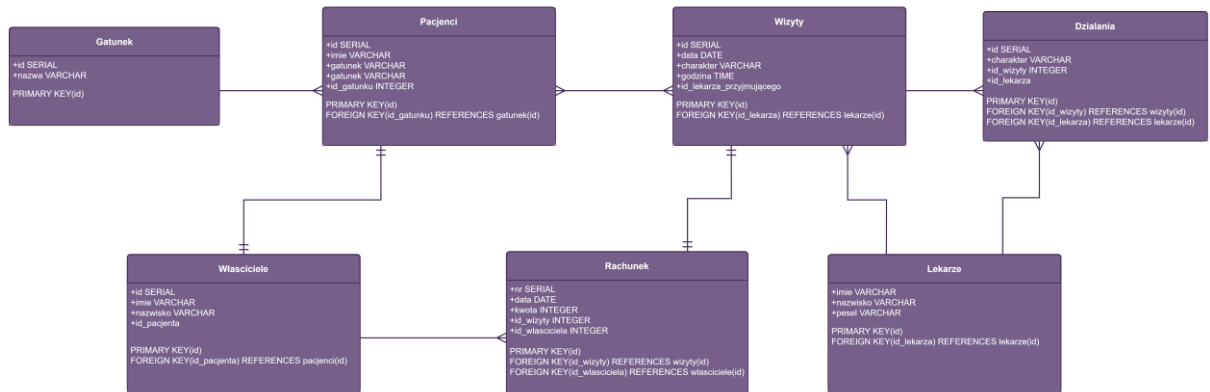 Gatunek
+id SERIAL
+nazwa VARCHAR
PRIMARY KEY(id)
Pacjenci
+id SERIAL
+imie VARCHAR
+gatunek VARCHAR
+gatunek VARCHAR
+id_gatunku INTEGER
PRIMARY KEY(id)
FOREIGN KEY(id_gatunku) REFERENCES gatunek(id)
Wizyty
+id SERIAL
+data DATE
+charakter VARCHAR
+godzina TIME
+id_lekarza_przyjmującego
PRIMARY KEY(id)
FOREIGN KEY(id_lekarza) REFERENCES lekarze(id)
Dzialania
+id SERIAL
+charakter VARCHAR
+id_wizyty INTEGER
+id_lekarza
PRIMARY KEY(id)
FOREIGN KEY(id_wizyty) REFERENCES wizyty(id)
FOREIGN KEY(id_lekarza) REFERENCES lekarze(id)
Własciciele
+id SERIAL
+imie VARCHAR
+nazwisko VARCHAR
+id_pacjenta
PRIMARY KEY(id)
FOREIGN KEY(id_pacjenta) REFERENCES pacjenci(id)
Rachunek
+nr SERIAL
+data DATE
+kwota INTEGER
+id_wizyty INTEGER
+id_wlasciciela INTEGER
PRIMARY KEY(id)
FOREIGN KEY(id_wizyty) REFERENCES wizyty(id)
FOREIGN KEY(id_wlasciciela) REFERENCES wlasciciele(id)
Lekarze
+imie VARCHAR
+nazwisko VARCHAR
+pesel VARCHAR
PRIMARY KEY(id)
FOREIGN KEY(id_lekarza) REFERENCES lekarze(id)